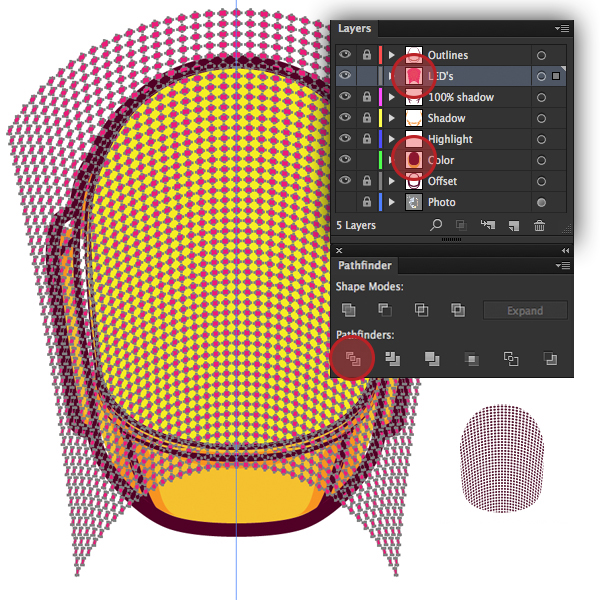 Layers
Outlines
LED's
100% shadow
Shadow
Highlight
Color
Offset
Photo
5 Layers
Pathfinder
Shape Modes:
Expand
Pathfinders: